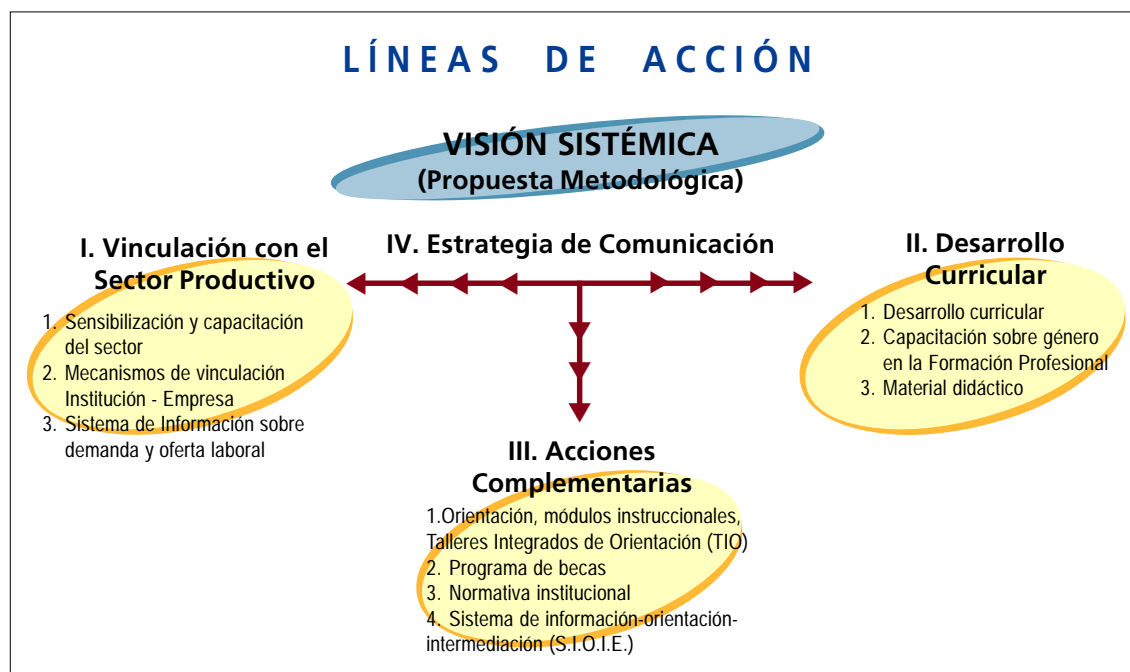 LÍNEAS DE ACCIÓN
VISIÓN SISTÉMICA
(Propuesta Metodológica)
I. Vinculación con el
Sector Productivo
1. Sensibilización y capacitación
del sector
2. Mecanismos de vinculación
Institución - Empresa
3. Sistema de Información sobre
demanda y oferta laboral
IV. Estrategia de Comunicación
II. Desarrollo
Curricular
1. Desarrollo curricular
2. Capacitación sobre género
en la Formación Profesional
3. Material didáctico
III. Acciones
Complementarias
1.Orientación, módulos instruccionales,
Talleres Integrados de Orientación (TIO)
2. Programa de becas
3. Normativa institucional
4. Sistema de información-orientación-
intermediación (S.I.O.I.E.)